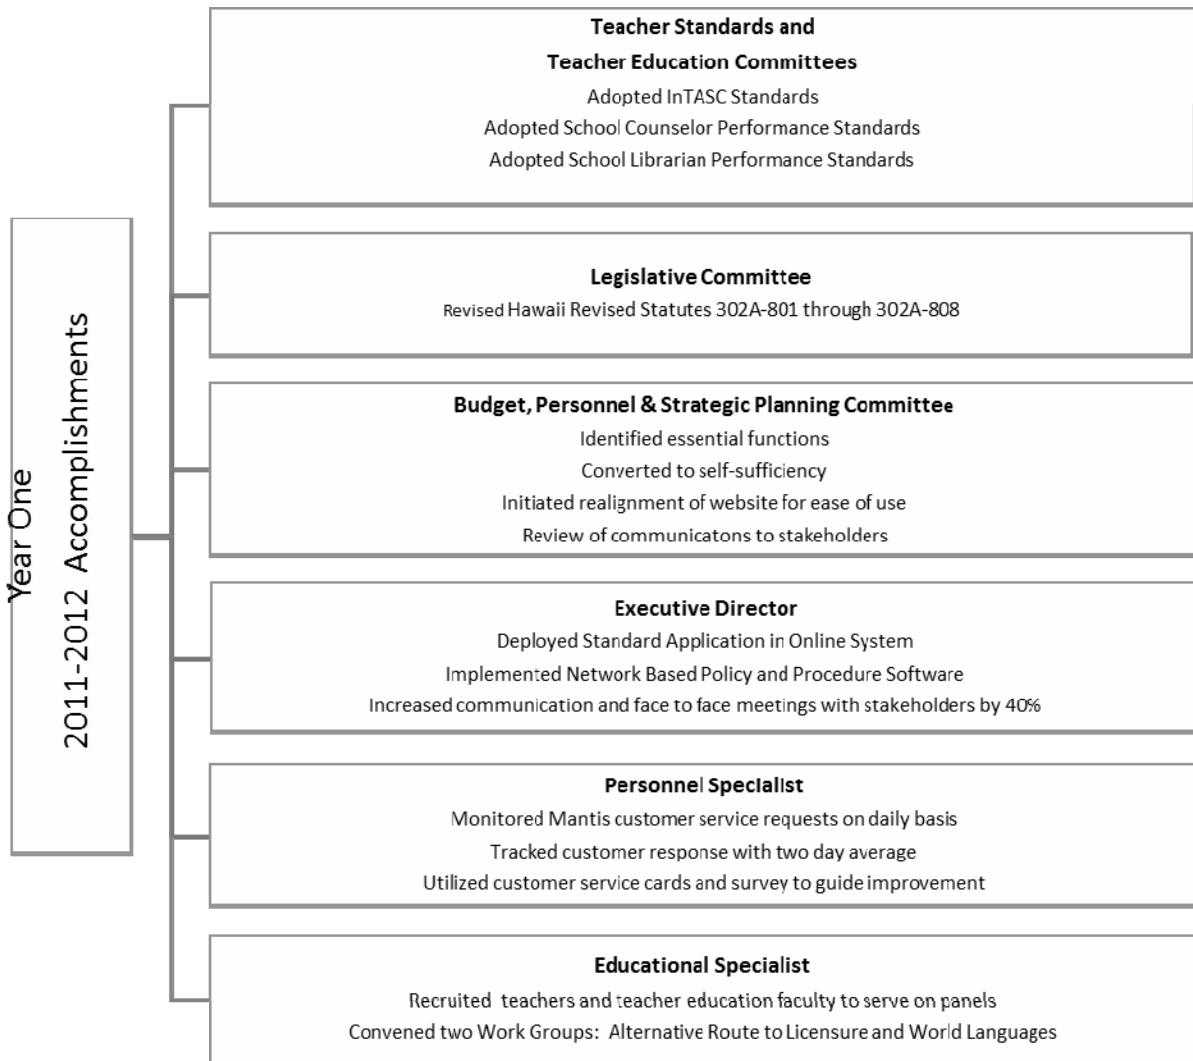 Year One
2011-2012 Accomplishments
Teacher Standards and
Teacher Education Committees
Adopted InTASC Standards
Adopted School Counselor Performance Standards
Adopted School Librarian Performance Standards
Legislative Committee
Revised Hawaii Revised Statutes 302A-801 through 302A-808
Budget, Personnel & Strategic Planning Committee
Identified essential functions
Converted to self-sufficiency
Initiated realignment of website for ease of use
Review of communicatons to stakeholders
Executive Director
Deployed Standard Application in Online System
Implemented Network Based Policy and Procedure Software
Increased communication and face to face meetings with stakeholders by 40%
Personnel Specialist
Monitored Mantis customer service requests on daily basis
Tracked customer response with two day average
Utilized customer service cards and survey to guide improvement
Educational Specialist
Recruited teachers and teacher education faculty to serve on panels
Convened two Work Groups: Alternative Route to Licensure and World Languages